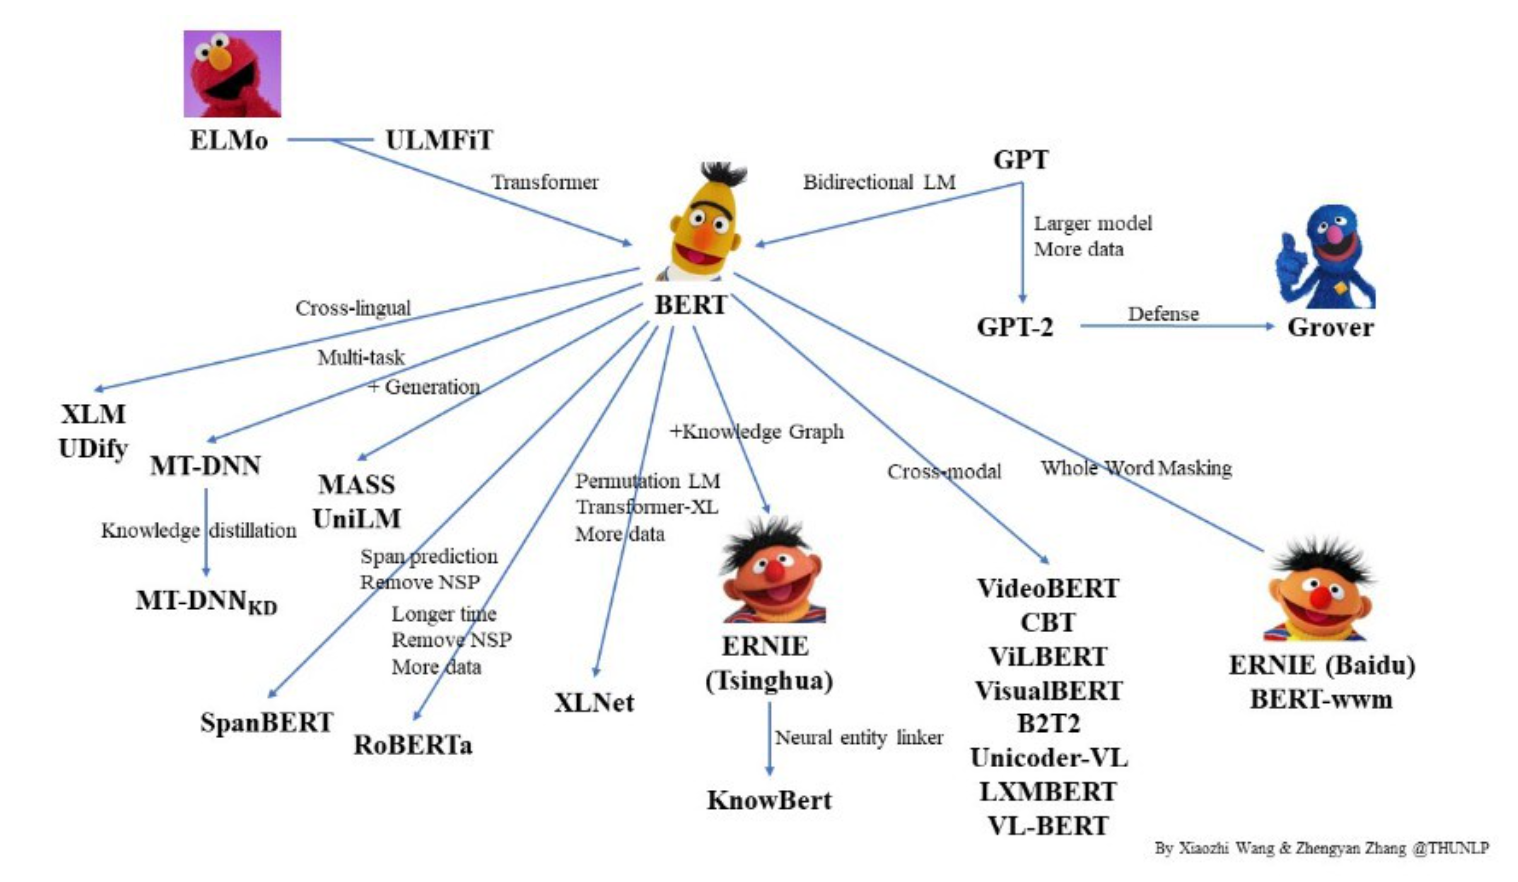 ELMo
ULMFiT
Transformer
GPT
Bidirectional LM
Larger model
More data
BERT
GPT-2
Defense
Grover
Cross-lingual
Multi-task
+ Generation
XLM
UDify
MT-DNN
Knowledge distillation
MT-DNNKD
MASS
UniLM
Span prediction
Remove NSP
SpanBERT
Longer time
Remove NSP
More data
RoBERTa
Permutation LM
Transformer-XL
More data
XLNet
+Knowledge Graph
ERNIE
(Tsinghua)
Neural entity linker
KnowBert
Cross-modal
VideoBERT
CBT
ViLBERT
VisualBERT
B2T2
Unicoder-VL
LXMBERT
VL-BERT
Whole Word Masking
ERNIE (Baidu)
BERT-wwm
By Xiaozhi Wang & Zhengyan Zhang @THUNLP